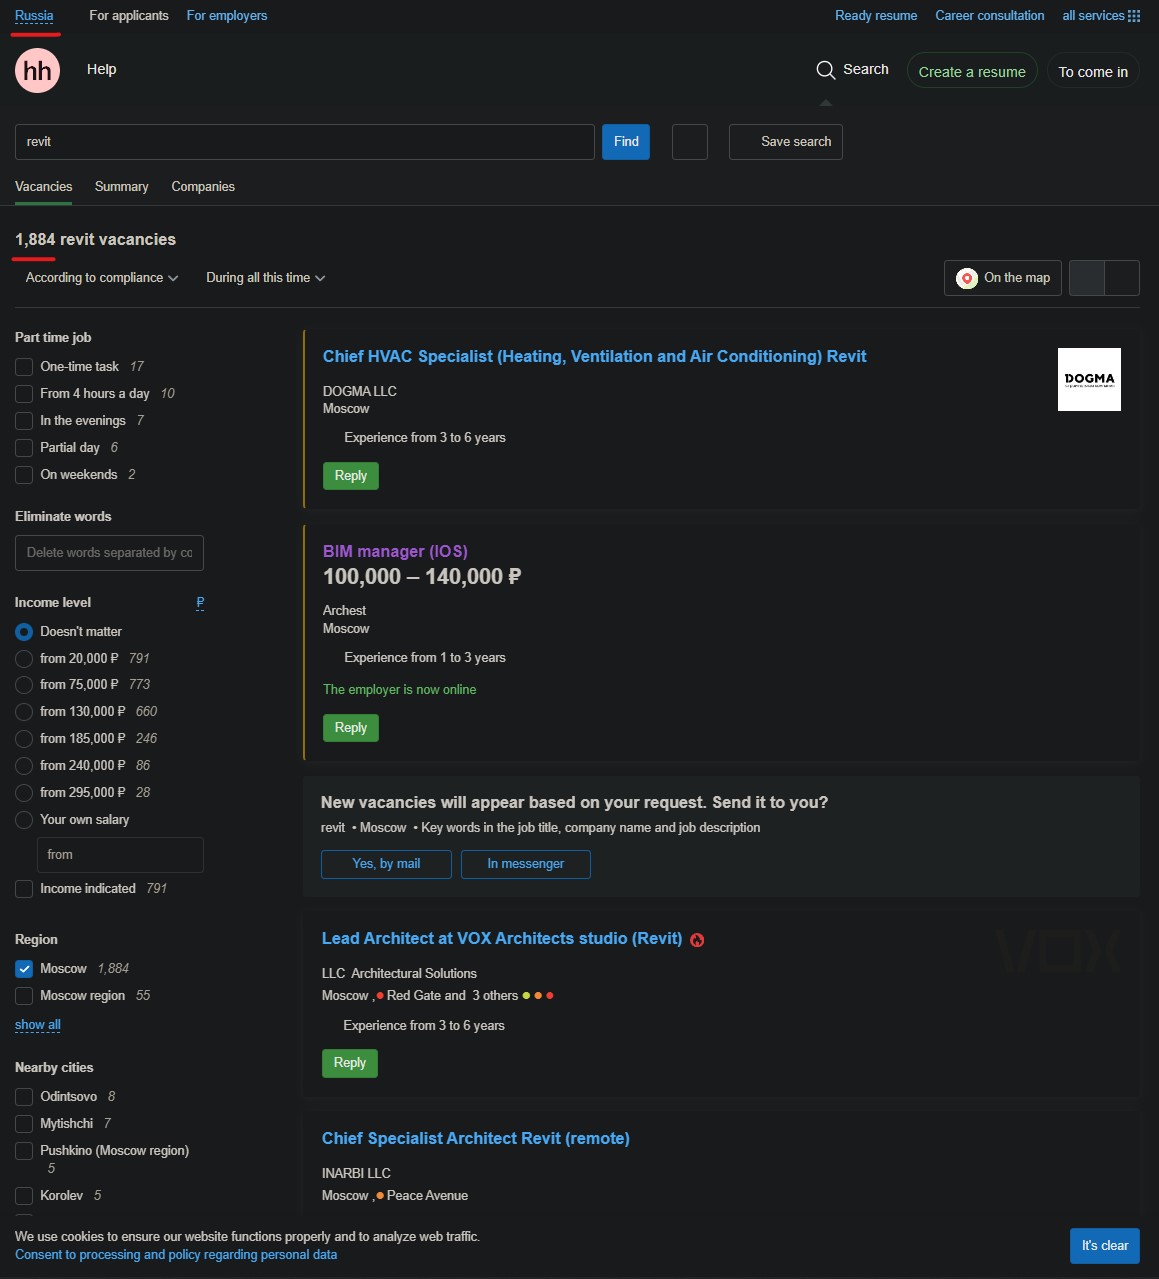 Russia For applicants For employers Ready resume Career consultation all services
hh Help Search Create a resume To come in
revit Find Save search
Vacancies Summary Companies
1,884 revit vacancies
According to compliance During all this time On the map
Part time job
One-time task 17
From 4 hours a day 10
In the evenings 7
Partial day 6
On weekends 2
Eliminate words
Delete words separated by co
Income level ₽
Doesn't matter
from 20,000 ₽ 791
from 75,000 ₽ 773
from 130,000 ₽ 660
from 185,000 ₽ 246
from 240,000 ₽ 86
from 295,000 ₽ 28
Your own salary
from
Income indicated 791
Region
Moscow 1,884
Moscow region 55
show all
Nearby cities
Odintsovo 8
Mytishchi 7
Pushkino (Moscow region)
5
Korolev 5
Chief HVAC Specialist (Heating, Ventilation and Air Conditioning) Revit
DOGMA
DOGMA LLC
Moscow
Experience from 3 to 6 years
Reply
BIM manager (IOS)
100,000 – 140,000 ₽
Archest
Moscow
Experience from 1 to 3 years
The employer is now online
Reply
New vacancies will appear based on your request. Send it to you?
revit • Moscow • Key words in the job title, company name and job description
Yes, by mail In messenger
Lead Architect at VOX Architects studio (Revit)
VOX
LLC Architectural Solutions
Moscow , Red Gate and 3 others
Experience from 3 to 6 years
Reply
Chief Specialist Architect Revit (remote)
INARBI LLC
Moscow , Peace Avenue
We use cookies to ensure our website functions properly and to analyze web traffic.
Consent to processing and policy regarding personal data
It's clear